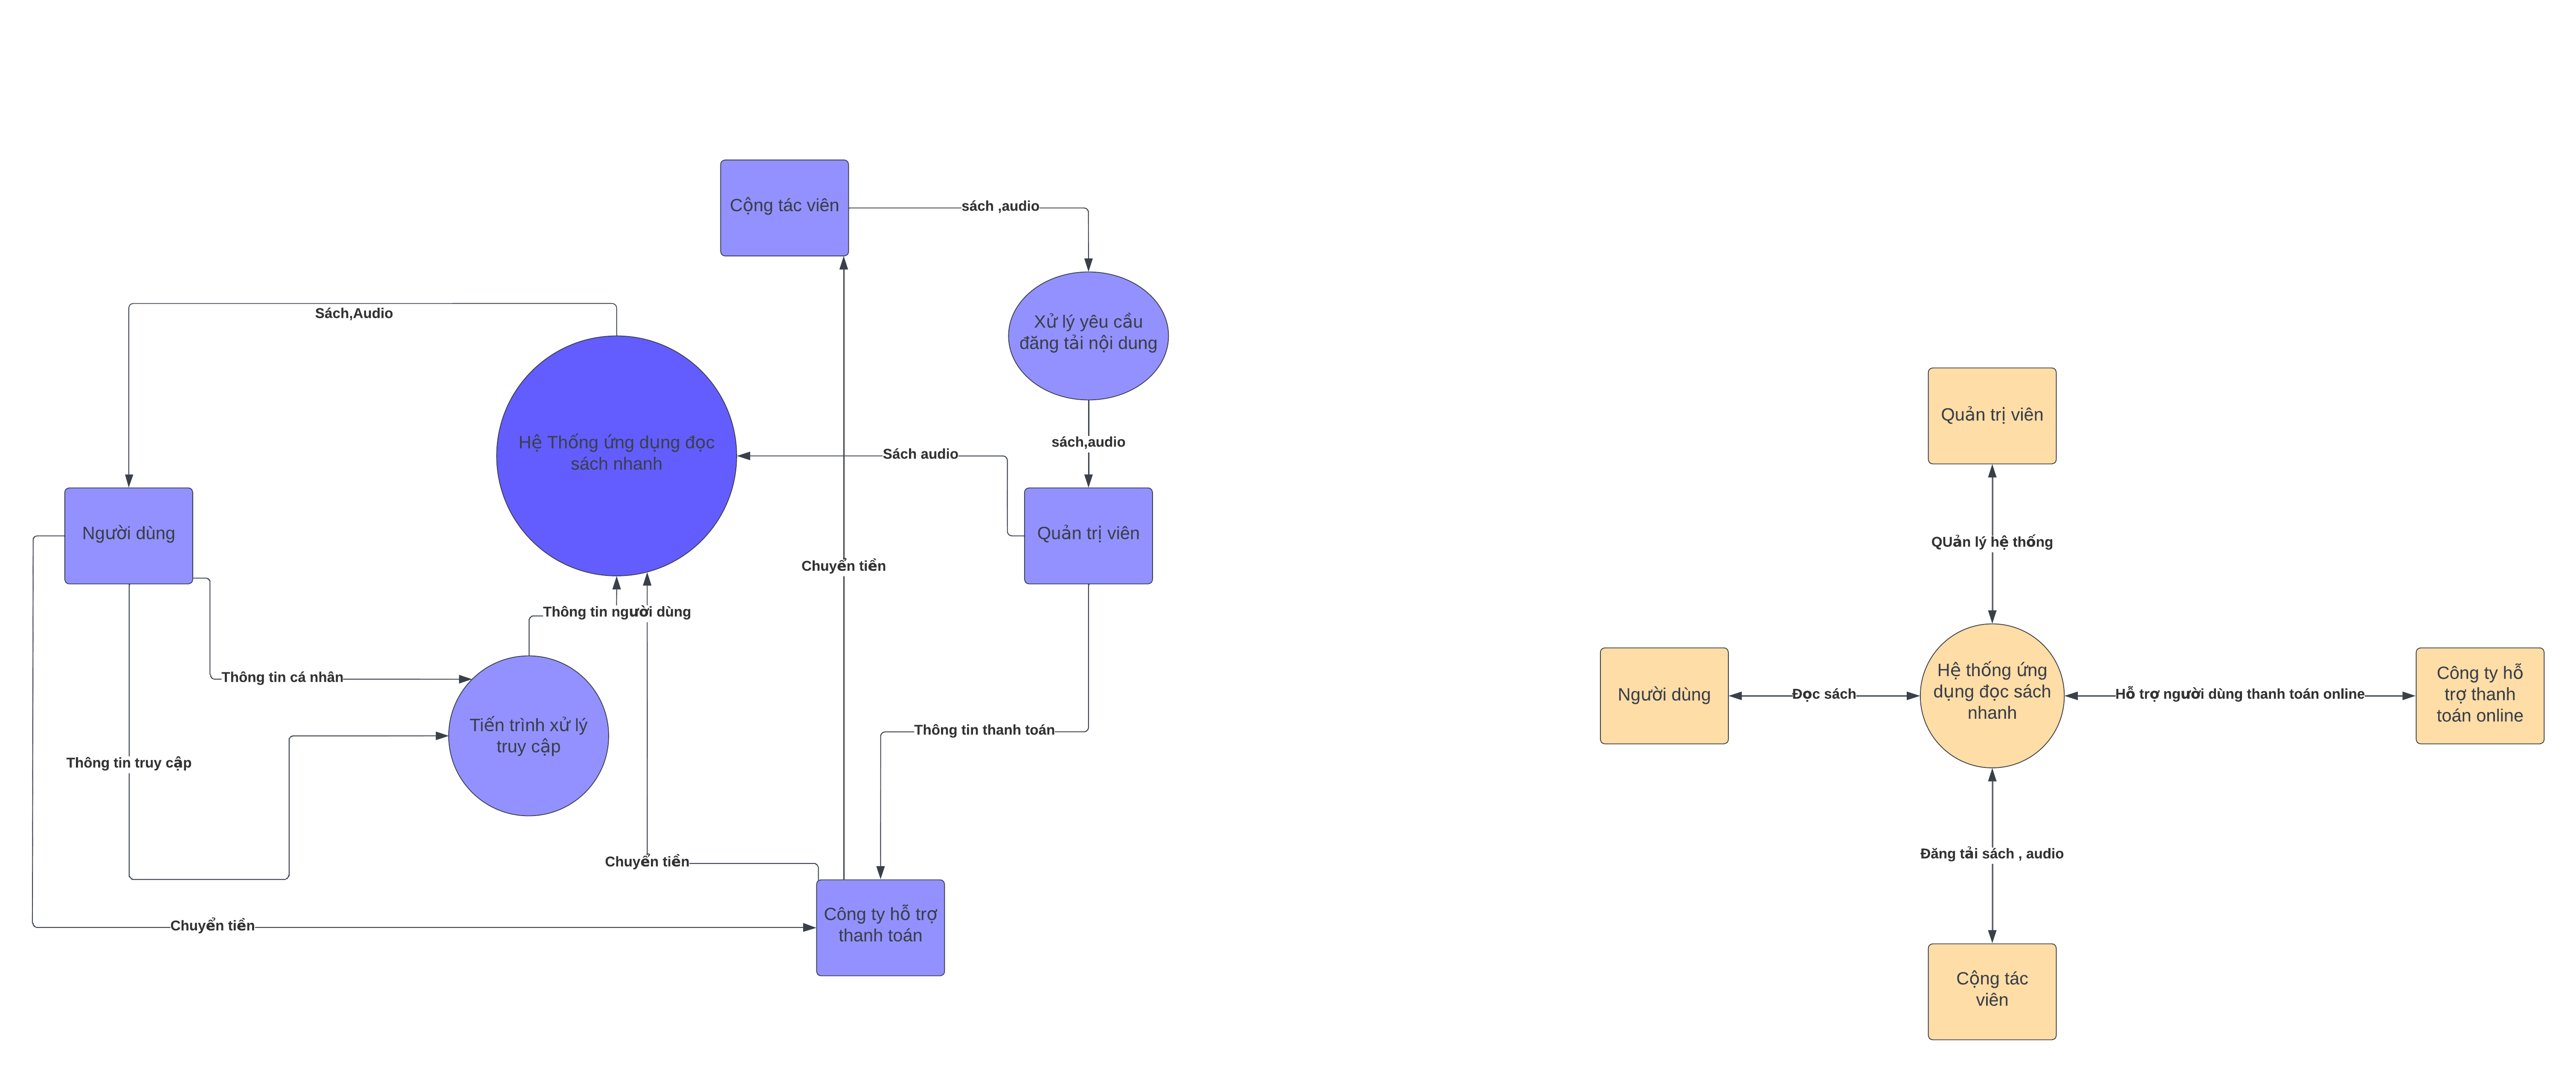 Cộng tác viên
sách ,audio
Xử lý yêu cầu
đăng tải nội dung
Sách,Audio
Hệ Thống ứng dụng đọc
sách nhanh
sách,audio
Sách audio
Người dùng
Quản trị viên
Chuyển tiền
Thông tin người dùng
Thông tin cá nhân
Tiến trình xử lý
truy cập
Thông tin thanh toán
Thông tin truy cập
Chuyển tiền
Công ty hỗ trợ
thanh toán
Chuyển tiền
Quản trị viên
QUản lý hệ thống
Người dùng
Đọc sách
Hệ thống ứng
dụng đọc sách
nhanh
Hỗ trợ người dùng thanh toán online
Công ty hỗ
trợ thanh
toán online
Đăng tải sách , audio
Cộng tác
viên